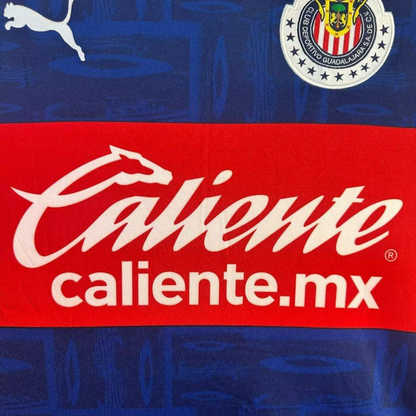 CLUB DEPORTIVO GUADALAJARA S.A. DE C.V.
Caliente®
caliente.mx